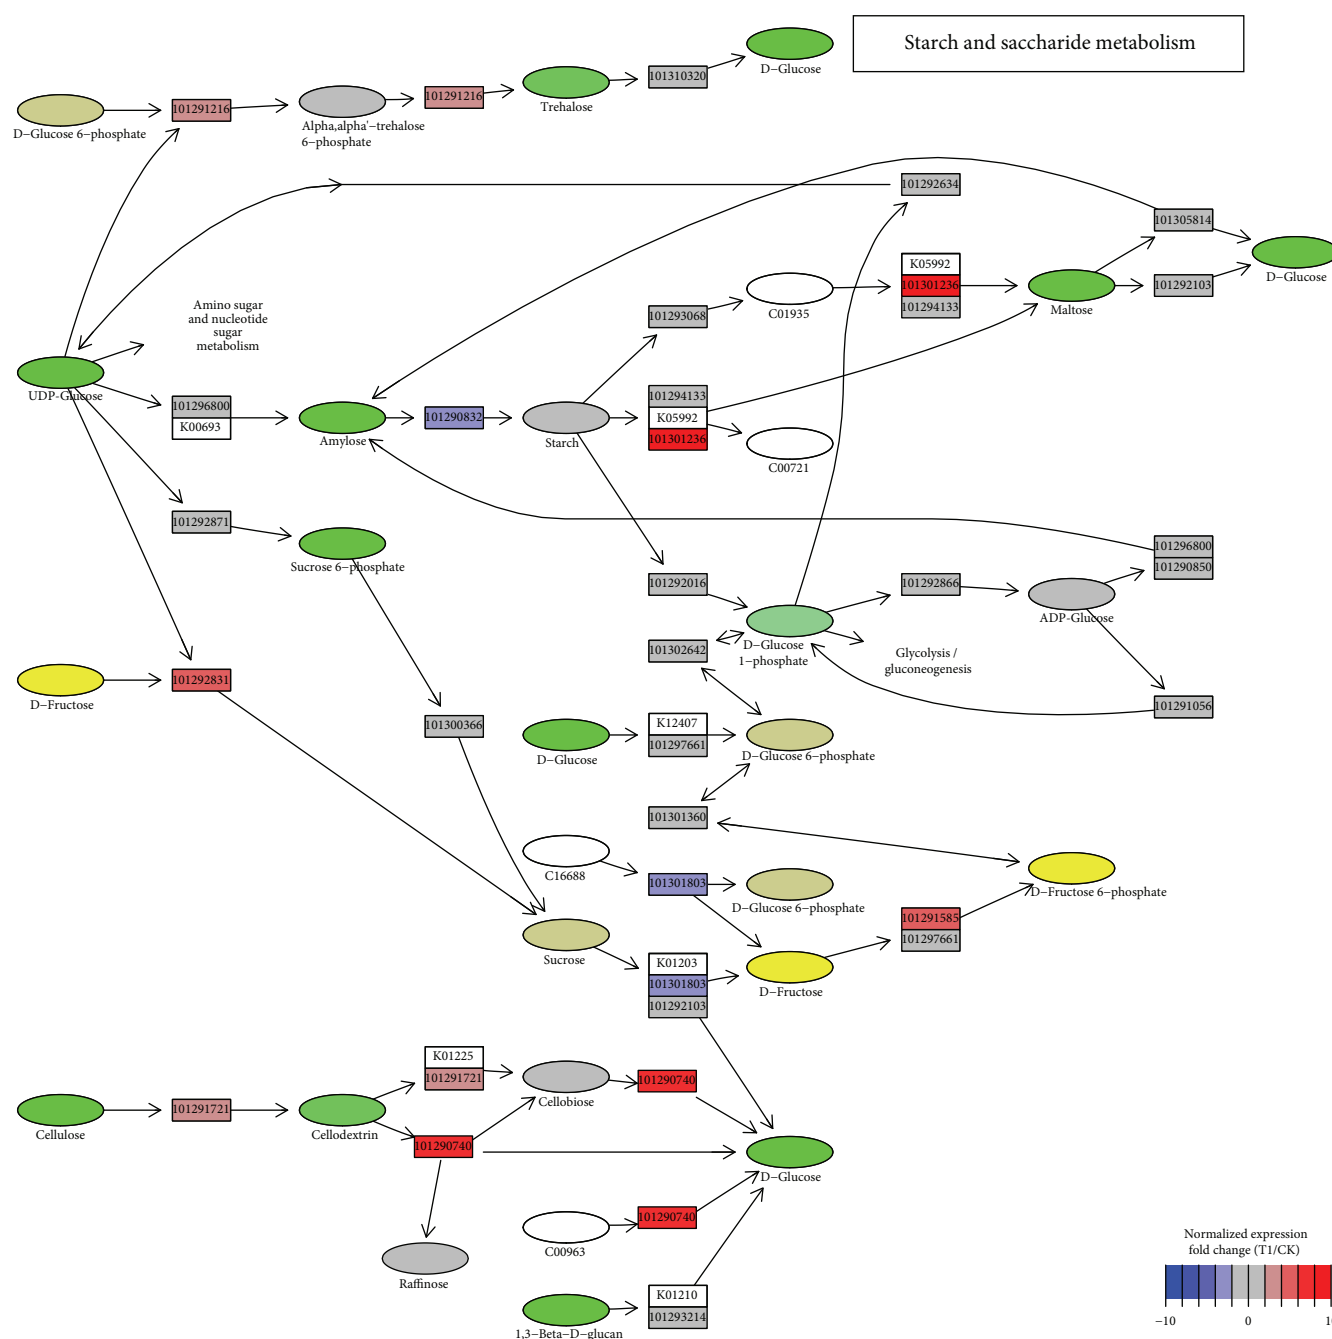 Starch and saccharide metabolism
D−Glucose
101310320
Trehalose
101291216
Alpha,alpha'−trehalose
6−phosphate
101291216
D−Glucose 6−phosphate
101292634
101305814
D−Glucose
101292103
Maltose
K05992
101301236
101294133
C01935
101293068
Amino sugar
and nucleotide
sugar
metabolism
UDP-Glucose
101296800
K00693
Amylose
101290832
Starch
101294133
K05992
101301236
C00721
101292871
Sucrose 6−phosphate
101296800
101290850
101292016
D−Glucose
1−phosphate
101292866
ADP-Glucose
101302642
Glycolysis /
gluconeogenesis
101291056
D−Fructose
101292831
101300366
D−Glucose
K12407
101297661
D−Glucose 6−phosphate
101301360
C16688
101301803
D−Glucose 6−phosphate
D−Fructose 6−phosphate
101291585
101297661
Sucrose
K01203
101301803
101292103
D−Fructose
K01225
101291721
Cellobiose
101290740
Cellulose
101291721
Cellodextrin
101290740
D−Glucose
C00963
101290740
Raffinose
1,3−Beta−D−glucan
K01210
101293214
Normalized expression
fold change (T1/CK)
−10 0